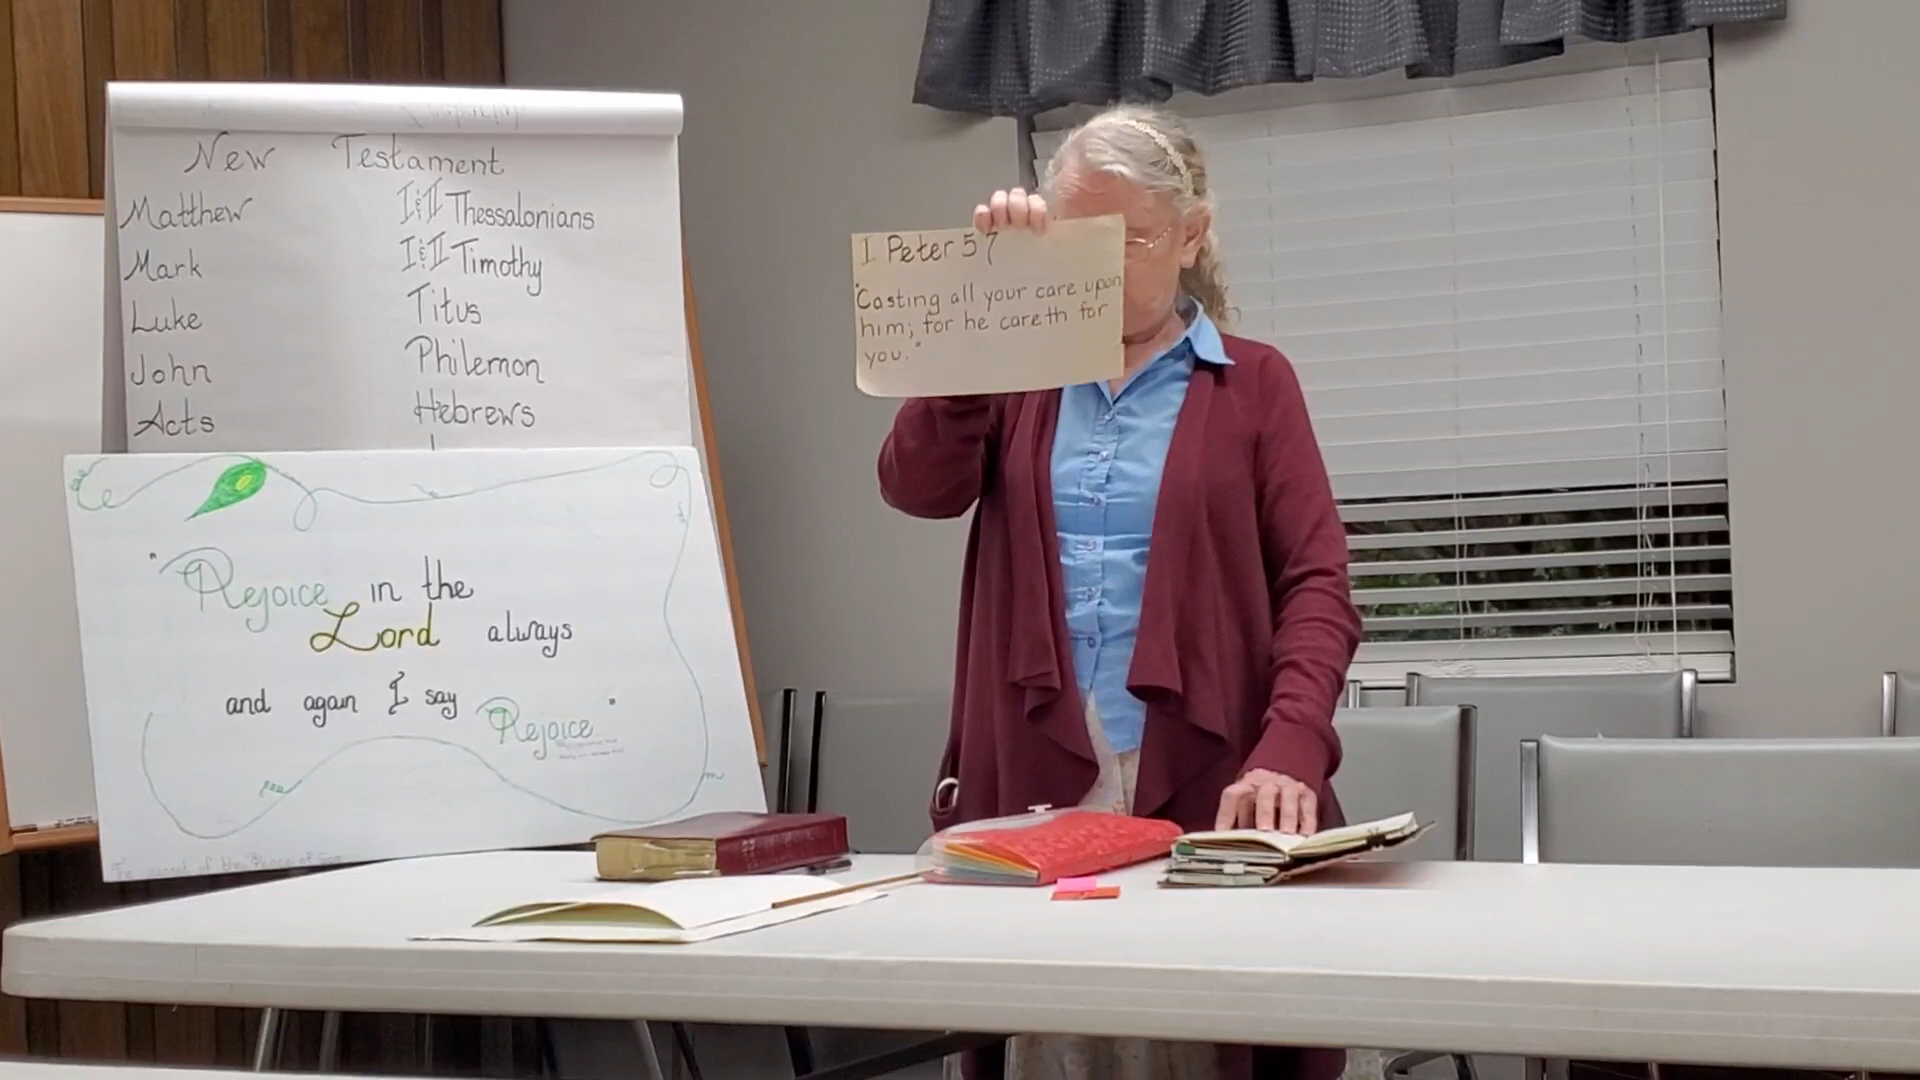 New Testament
Matthew
Mark
Luke
John
Acts
I & II Thessalonians
I & II Timothy
Titus
Philemon
Hebrews
I Peter 5 7
"Casting all your care upon
him; for he careth for
you."
"Rejoice in the
Lord always
and again I say
Rejoice"